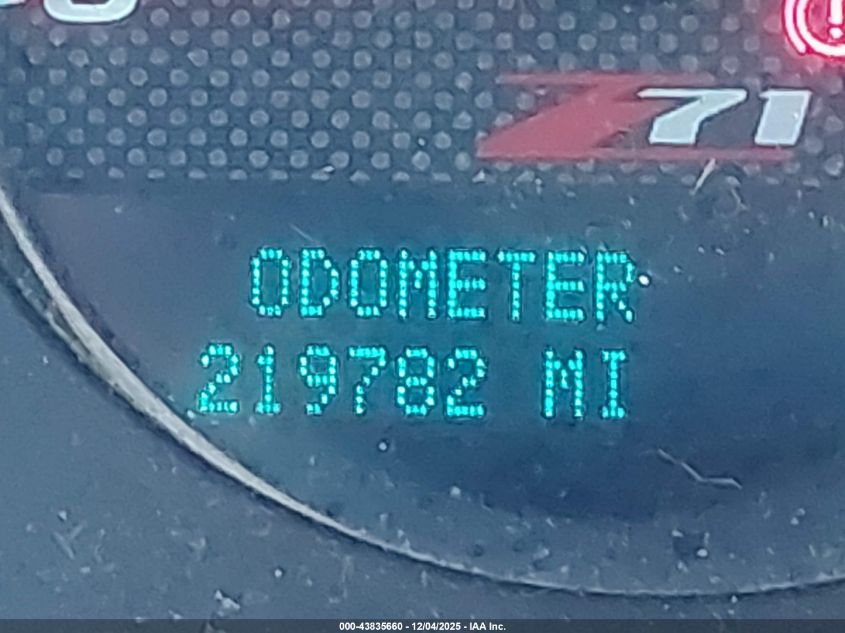 Z71
ODOMETER
219782 MI
000-43835660 - 12/04/2025 - IAA Inc.